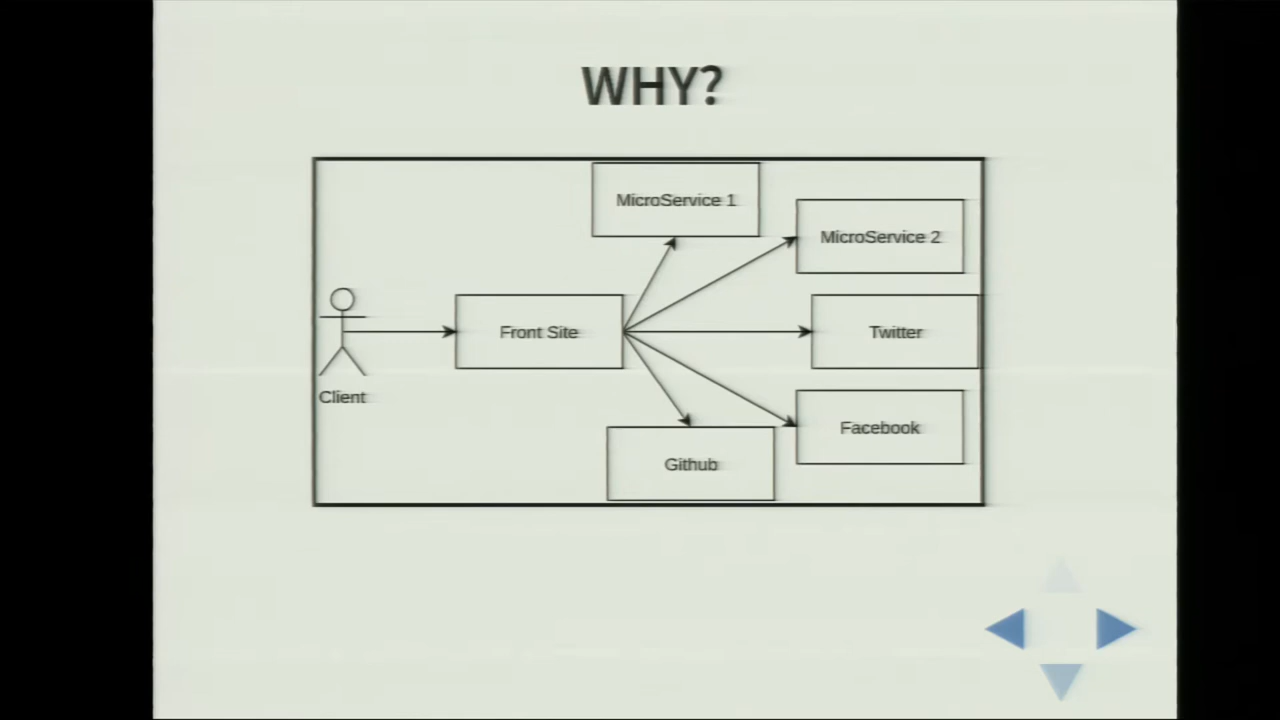 WHY?
MicroService 1
MicroService 2
Front Site
Twitter
Client
Facebook
Github